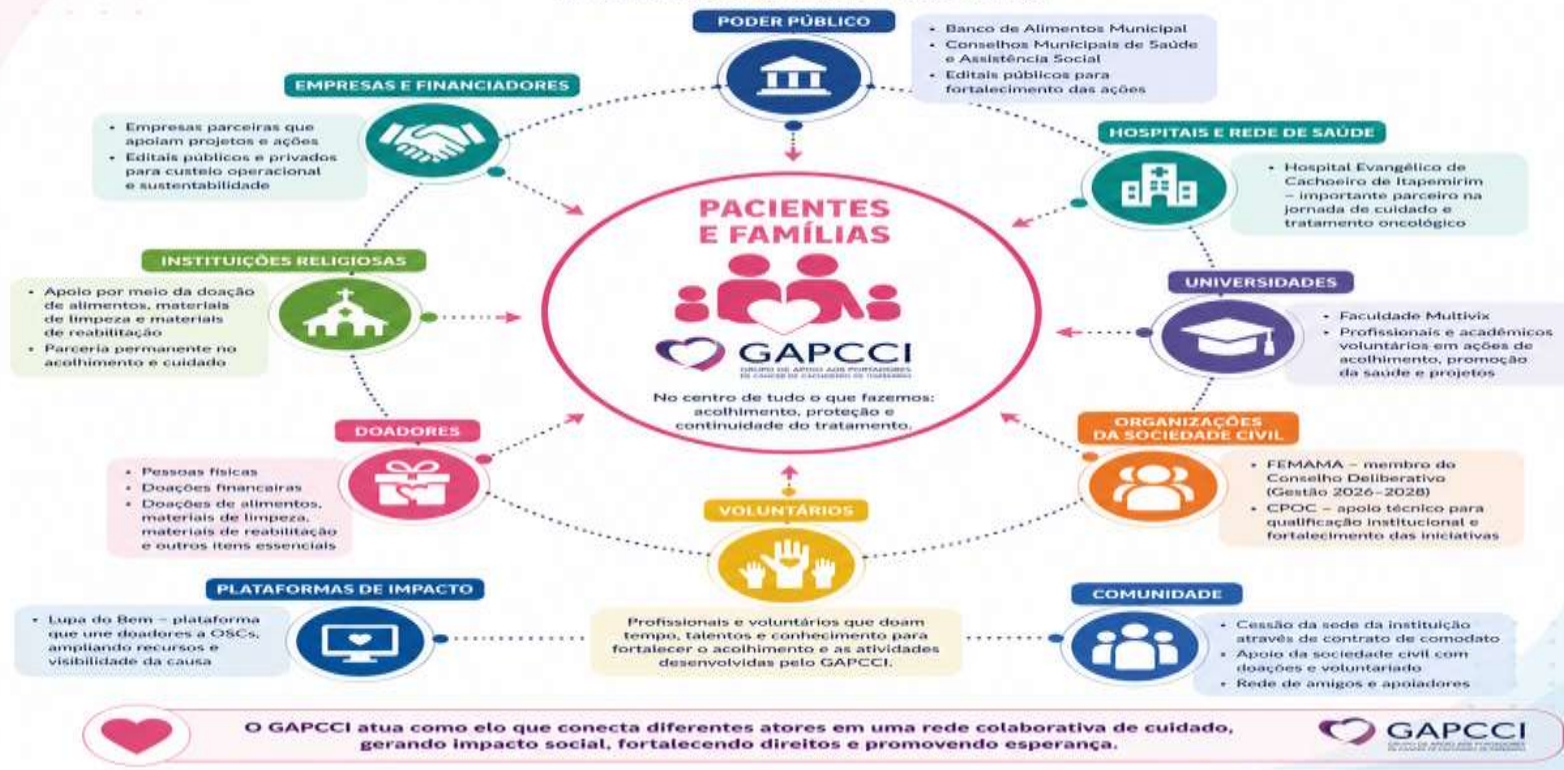 PODER PÚBLICO
• Banco de Alimentos Municipal
• Conselhos Municipais de Saúde
e Assistência Social
• Editais públicos para
fortalecimento das ações
EMPRESAS E FINANCIADORES
• Empresas parceiras que
apoiam projetos e ações
• Editais públicos e privados
para custeio operacional
e sustentabilidade
HOSPITAIS E REDE DE SAÚDE
• Hospital Evangélico de
Cachoeiro de Itapemirim
– importante parceiro na
jornada de cuidado e
tratamento oncológico
INSTITUIÇÕES RELIGIOSAS
• Apoio por meio da doação
de alimentos, materiais
de limpeza e materiais
de reabilitação
• Parceria permanente no
acolhimento e cuidado
PACIENTES
E FAMÍLIAS
GAPCCI
GRUPO DE APOIO AOS PORTADORES
DE CÂNCER DE CACHOEIRO DE ITAPEMIRIM
No centro de tudo o que fazemos:
acolhimento, proteção e
continuidade do tratamento.
UNIVERSIDADES
• Faculdade Multivix
• Profissionais e acadêmicos
voluntários em ações de
acolhimento, promoção
da saúde e projetos
DOADORES
• Pessoas físicas
• Doações financeiras
• Doações de alimentos,
materiais de limpeza,
materiais de reabilitação
e outros itens essenciais
ORGANIZAÇÕES
DA SOCIEDADE CIVIL
• FEMAMA – membro do
Conselho Deliberativo
(Gestão 2026–2028)
• CPOC – apoio técnico para
qualificação institucional e
fortalecimento das iniciativas
VOLUNTÁRIOS
Profissionais e voluntários que doam
tempo, talentos e conhecimento para
fortalecer o acolhimento e as atividades
desenvolvidas pelo GAPCCI.
PLATAFORMAS DE IMPACTO
• Lupa do Bem – plataforma
que une doadores a OSCs,
ampliando recursos e
visibilidade da causa
COMUNIDADE
• Cessão da sede da instituição
através de contrato de comodato
• Apoio da sociedade civil com
doações e voluntariado
• Rede de amigos e apoiadores
O GAPCCI atua como elo que conecta diferentes atores em uma rede colaborativa de cuidado,
gerando impacto social, fortalecendo direitos e promovendo esperança.
GAPCCI